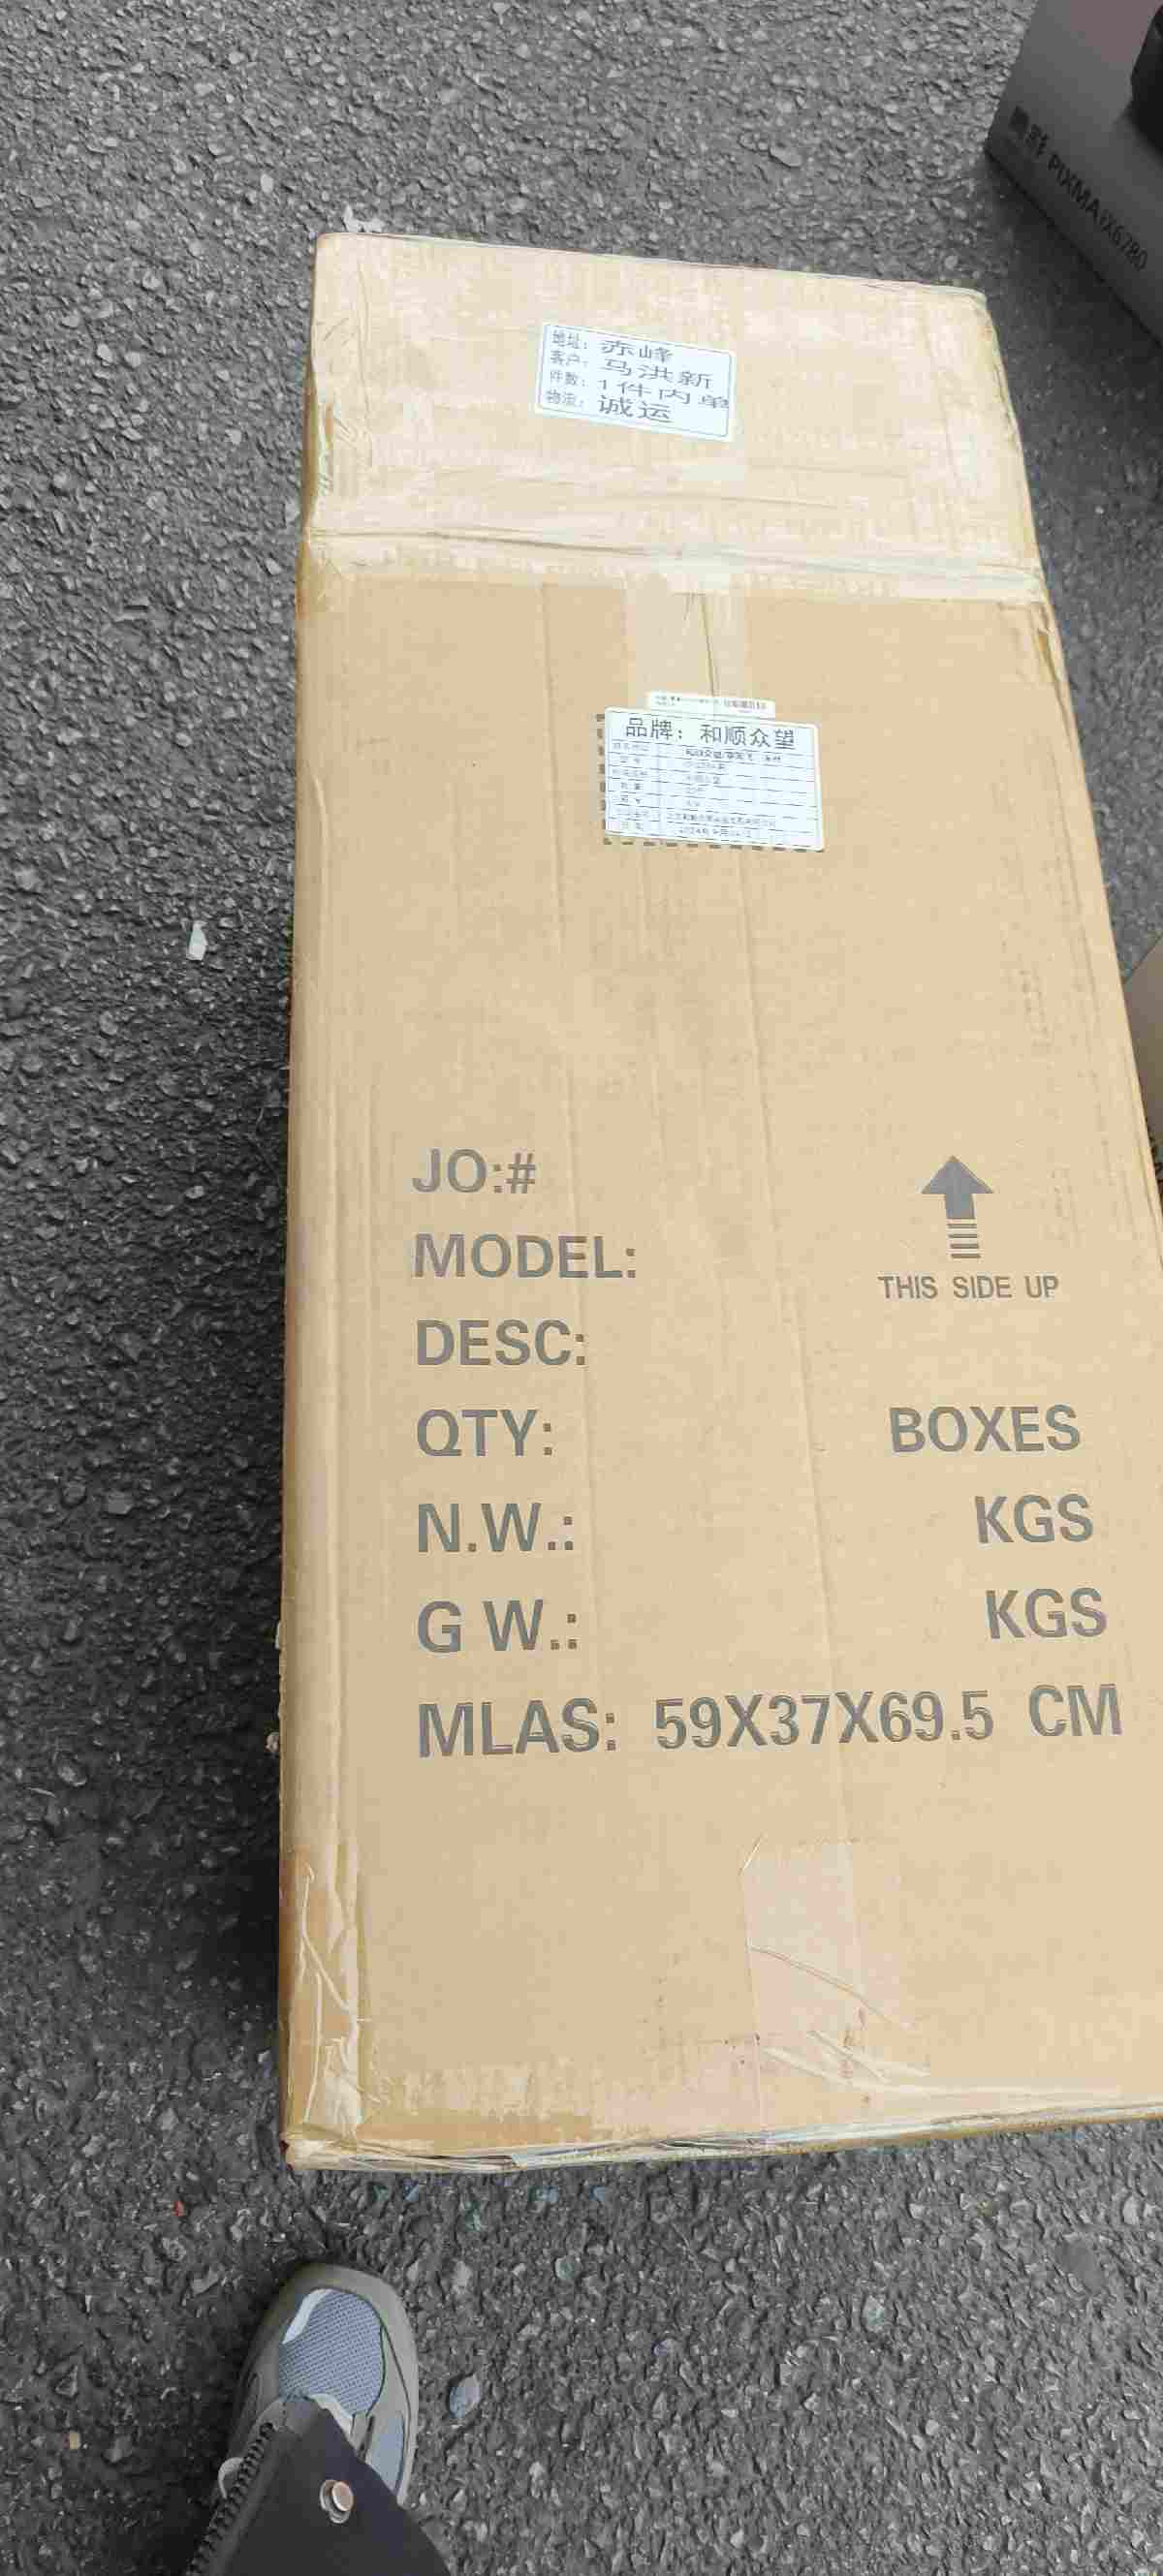 彩 PIXMA iX6780
地址：赤峰
客户：马洪新
件数：1件内单
物流：诚运
品牌：和顺众望
JO:#
MODEL:
THIS SIDE UP
DESC:
QTY: BOXES
N.W.: KGS
G W.: KGS
MLAS: 59X37X69.5 CM